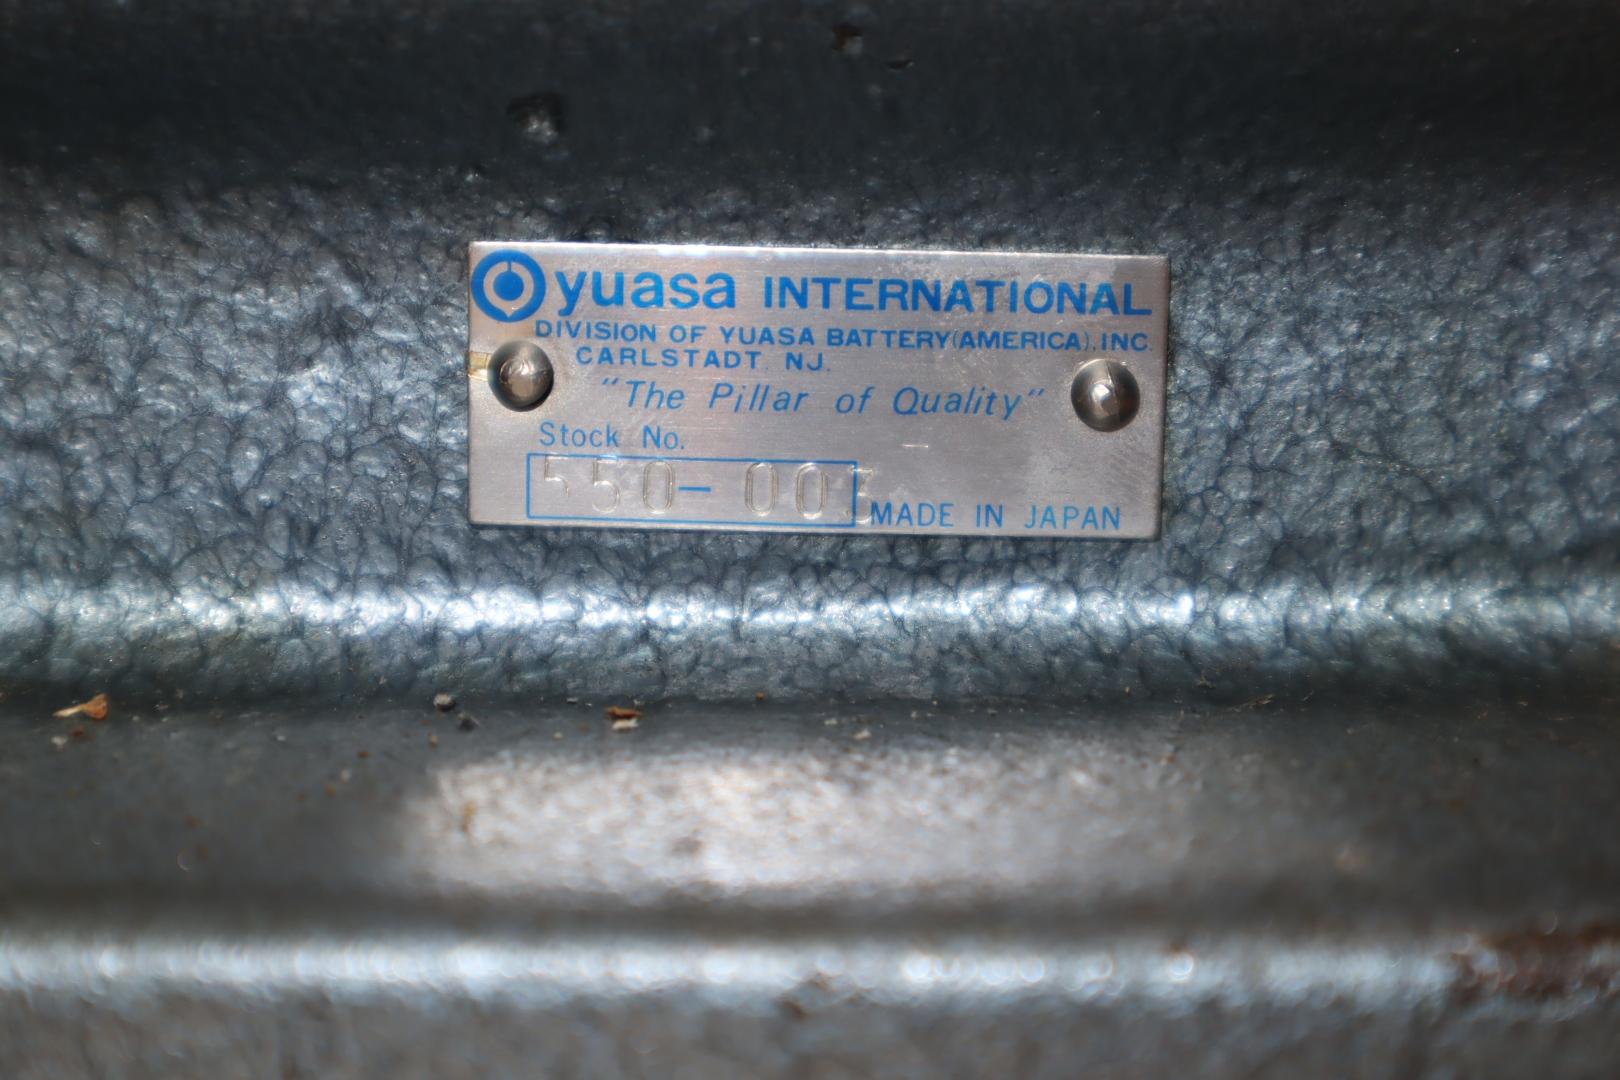 yuasa INTERNATIONAL
DIVISION OF YUASA BATTERY(AMERICA), INC.
CARLSTADT. NJ.
"The Pillar of Quality"
Stock No.
550-003
MADE IN JAPAN